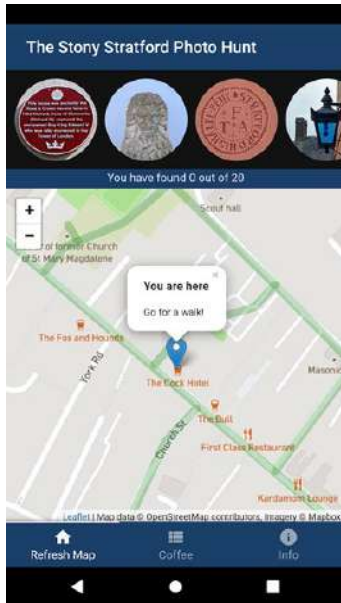 The Stony Stratford Photo Hunt
You have found 0 out of 20
+
−
Scout hall
of former Church
of St Mary Magdalene
You are here
×
Go for a walk!
The Fox and Hounds
York Rd
The Cock Hotel
Masonic
The Bull
Church St
First Class Restaurant
Kardamom Lounge
Leaflet | Map data © OpenStreetMap contributors, Imagery © Mapbox
Refresh Map
Coffee
Info